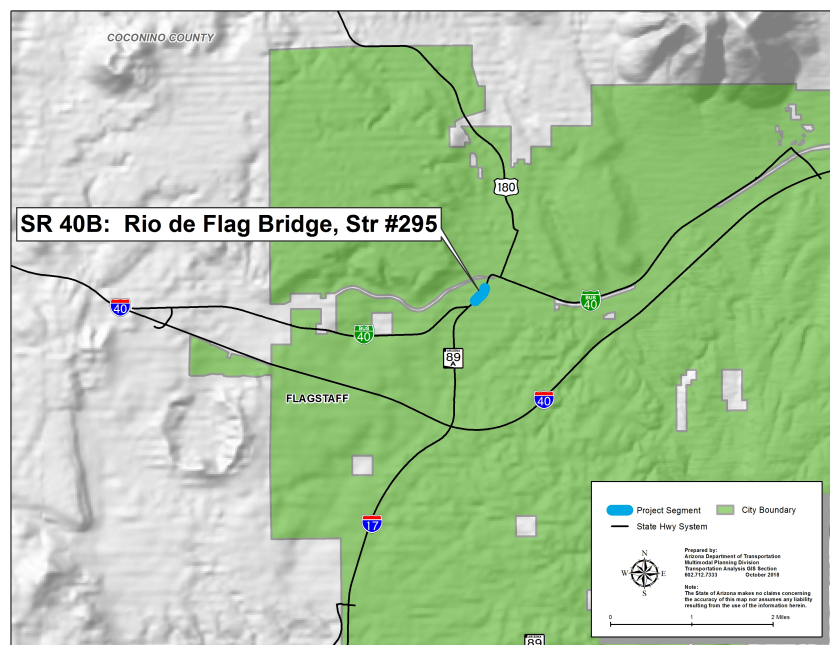 COCONINO COUNTY
180
SR 40B: Rio de Flag Bridge, Str #295
40
BUS
40
BUS
40
89
A
FLAGSTAFF
40
17
89
Project Segment
City Boundary
State Hwy System
N
W E
S
Prepared by:
Arizona Department of Transportation
Multimodal Planning Division
Transportation Analysis GIS Section
602.712.7333 October 2018
Note:
The State of Arizona makes no claims concerning
the accuracy of this map nor assumes any liability
resulting from the use of the information herein.
0 1 2 Miles